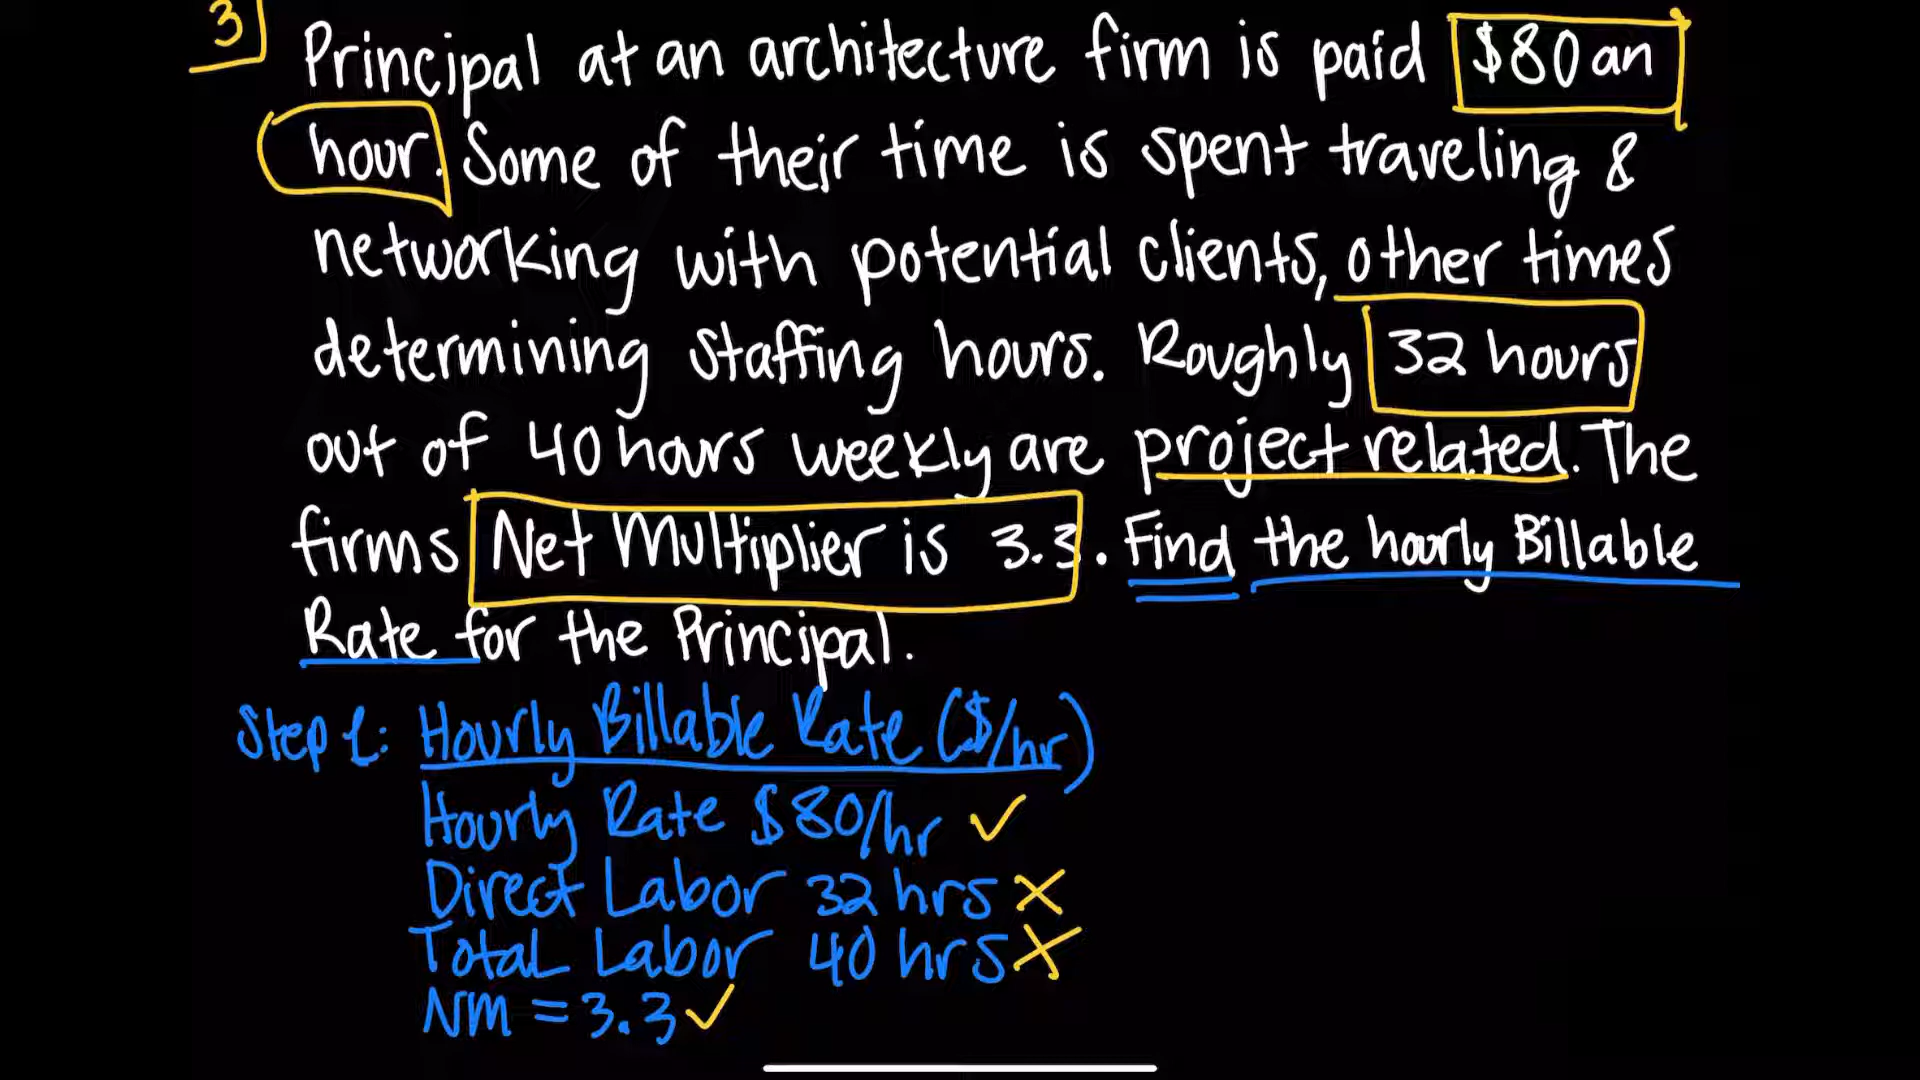 3
Principal at an architecture firm is paid $80 an
hour. Some of their time is spent traveling &
networking with potential clients, other times
determining staffing hours. Roughly 32 hours
out of 40 hours weekly are project related. The
firms Net Multiplier is 3.3. Find the hourly Billable
Rate for the Principal.
Step 1: Hourly Billable Rate ($/hr)
Hourly Rate $80/hr ✓
Direct Labor 32 hrs ✗
Total Labor 40 hrs ✗
NM = 3.3 ✓